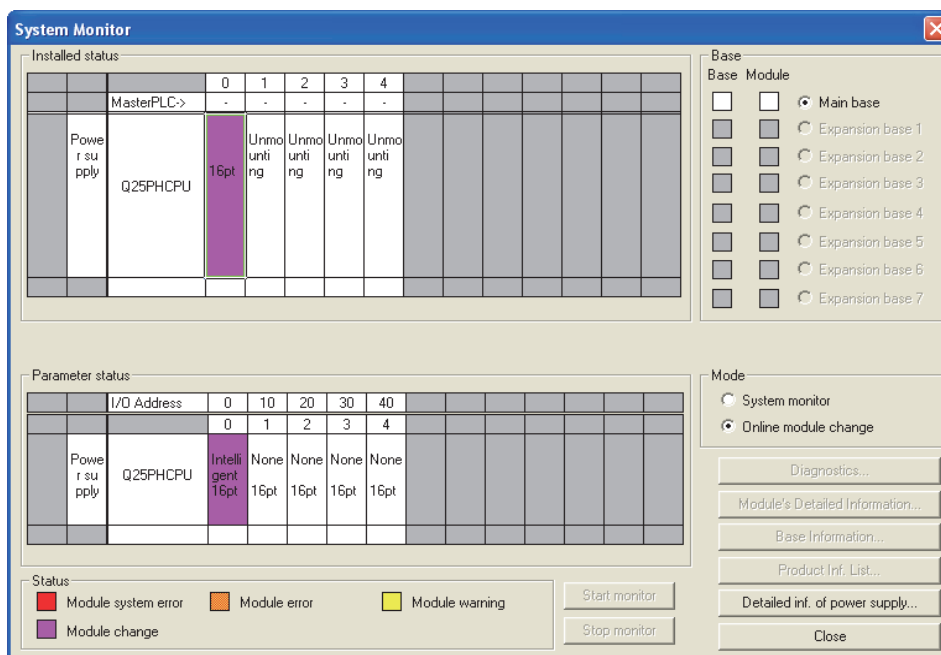 System Monitor
Installed status
0 1 2 3 4
MasterPLC-> - - - - -
Powe
r su
pply
Q25PHCPU
16pt
Unmo
unti
ng
Unmo
unti
ng
Unmo
unti
ng
Unmo
unti
ng
Base
Base Module
Main base
Expansion base 1
Expansion base 2
Expansion base 3
Expansion base 4
Expansion base 5
Expansion base 6
Expansion base 7
Parameter status
I/O Address 0 10 20 30 40
0 1 2 3 4
Powe
r su
pply
Q25PHCPU
Intelli
gent
16pt
None
16pt
None
16pt
None
16pt
None
16pt
Mode
System monitor
Online module change
Diagnostics...
Module's Detailed Information...
Base Information...
Product Inf. List...
Detailed inf. of power supply...
Close
Status
Module system error
Module error
Module warning
Module change
Start monitor
Stop monitor